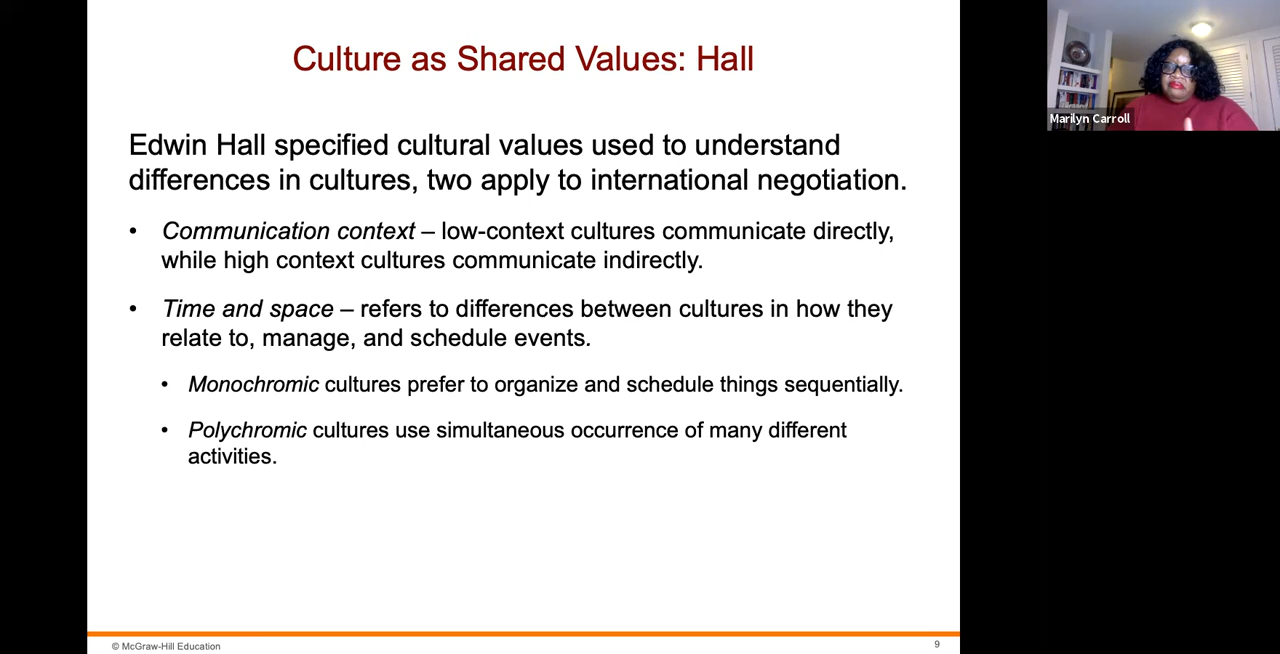 Culture as Shared Values: Hall
Marilyn Carroll
Edwin Hall specified cultural values used to understand
differences in cultures, two apply to international negotiation.
• Communication context – low-context cultures communicate directly,
while high context cultures communicate indirectly.
• Time and space – refers to differences between cultures in how they
relate to, manage, and schedule events.
• Monochromic cultures prefer to organize and schedule things sequentially.
• Polychromic cultures use simultaneous occurrence of many different
activities.
© McGraw-Hill Education
9